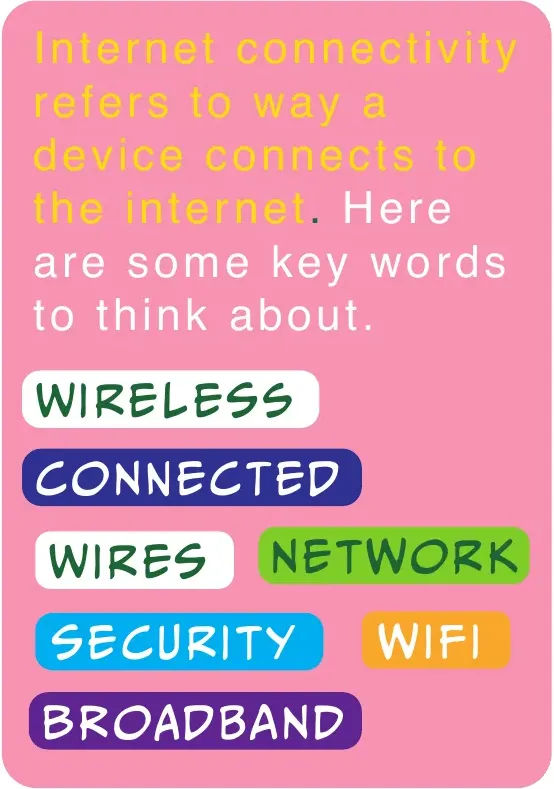 Internet connectivity
refers to way a
device connects to
the internet. Here
are some key words
to think about.
WIRELESS
CONNECTED
WIRES NETWORK
SECURITY WIFI
BROADBAND